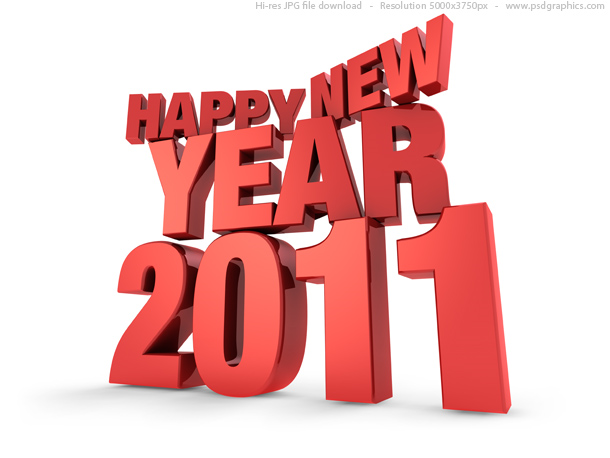 Hi-res JPG file download - Resolution 5000x3750px - www.psdgraphics.com
HAPPY NEW
YEAR
2011